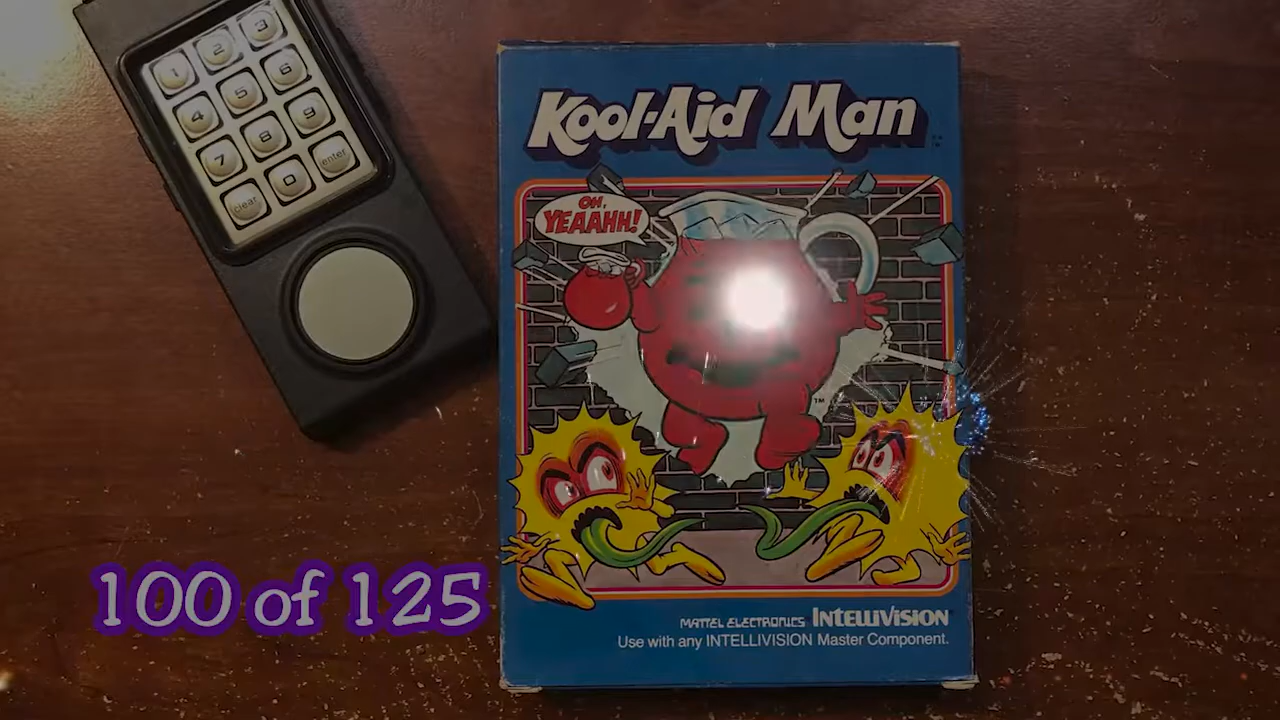 1 2 3
4 5 6
7 8 9
clear 0 enter
Kool-Aid Man
OH,
YEAAHH!
TM
100 of 125
MATTEL ELECTRONICS INTELLIVISION
Use with any INTELLIVISION Master Component.